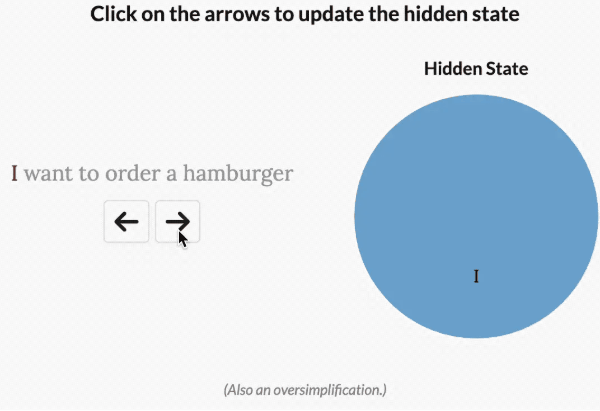 Click on the arrows to update the hidden state
Hidden State
I want to order a hamburger
I
(Also an oversimplification.)